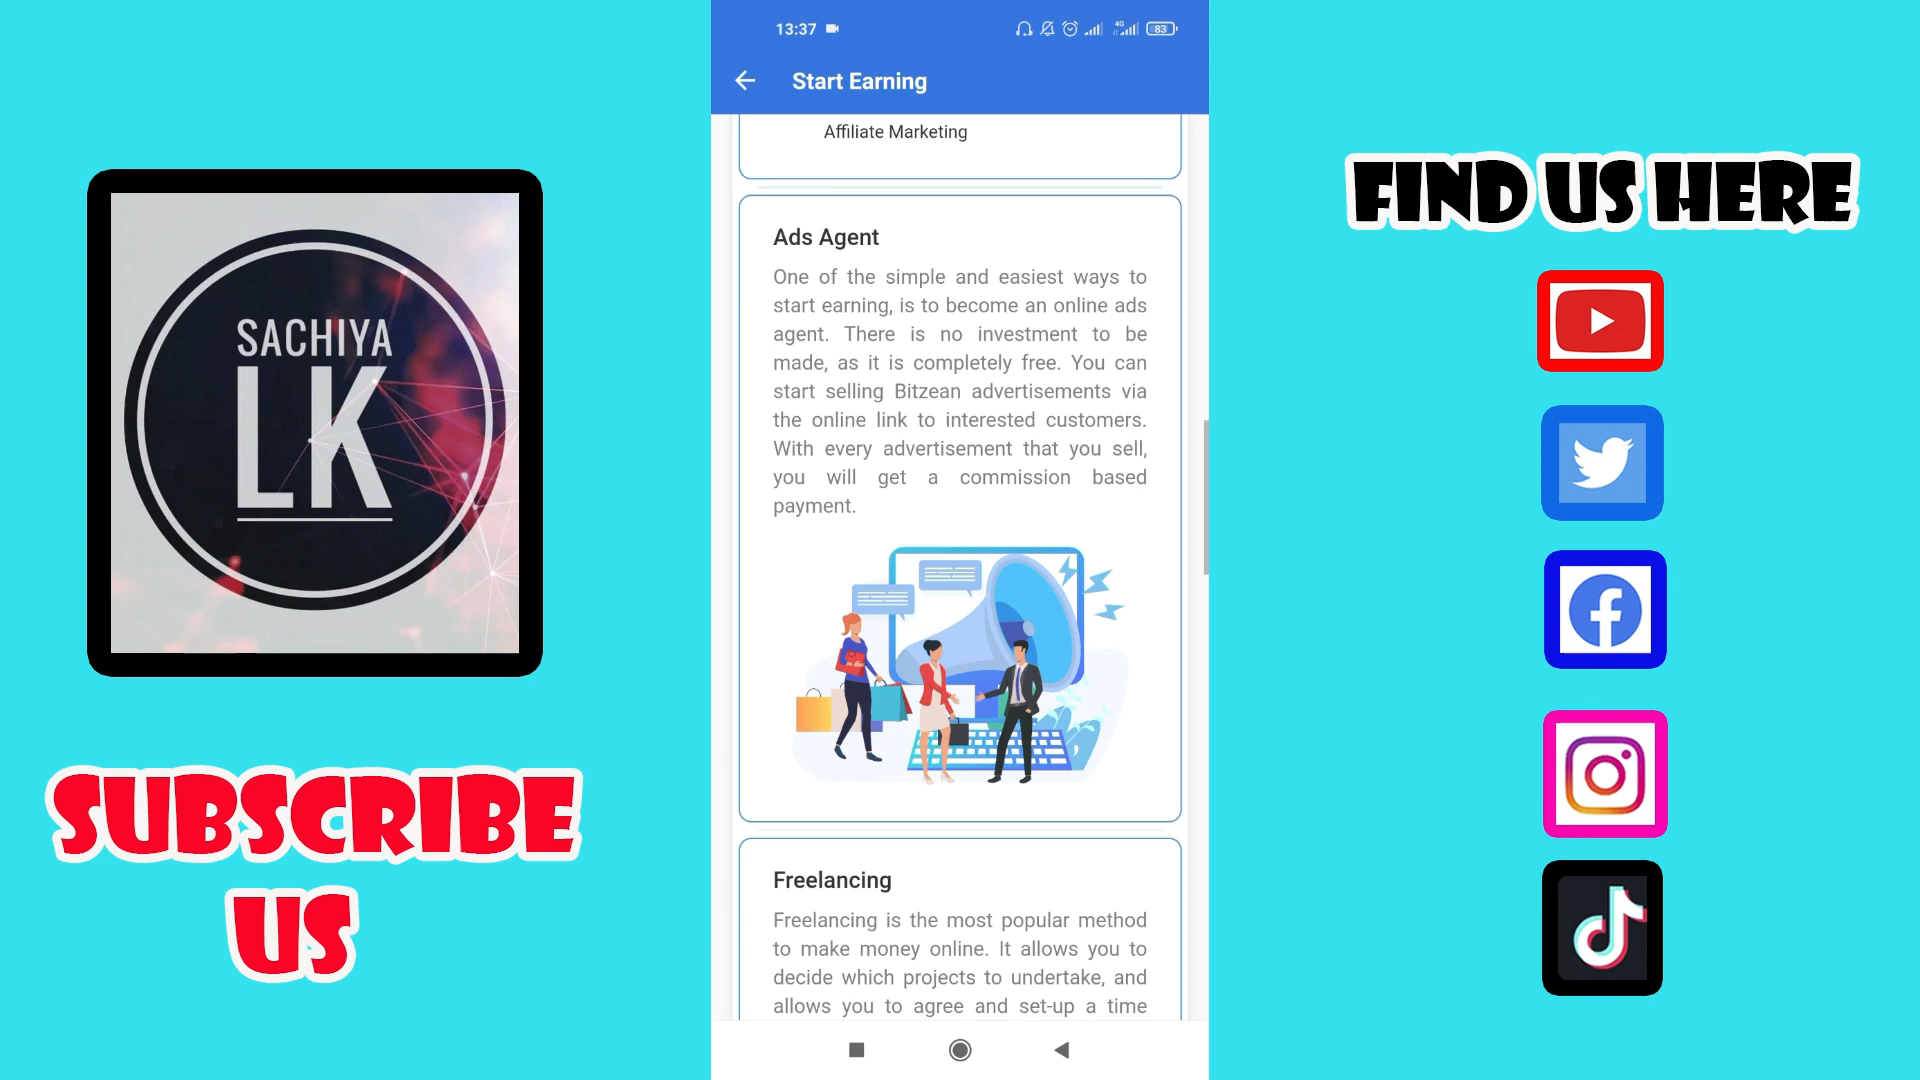 SACHIYA
LK
SUBSCRIBE
US
13:37
4G
83
Start Earning
Affiliate Marketing
Ads Agent
One of the simple and easiest ways to
start earning, is to become an online ads
agent. There is no investment to be
made, as it is completely free. You can
start selling Bitzean advertisements via
the online link to interested customers.
With every advertisement that you sell,
you will get a commission based
payment.
Freelancing
Freelancing is the most popular method
to make money online. It allows you to
decide which projects to undertake, and
allows you to agree and set-up a time
FIND US HERE